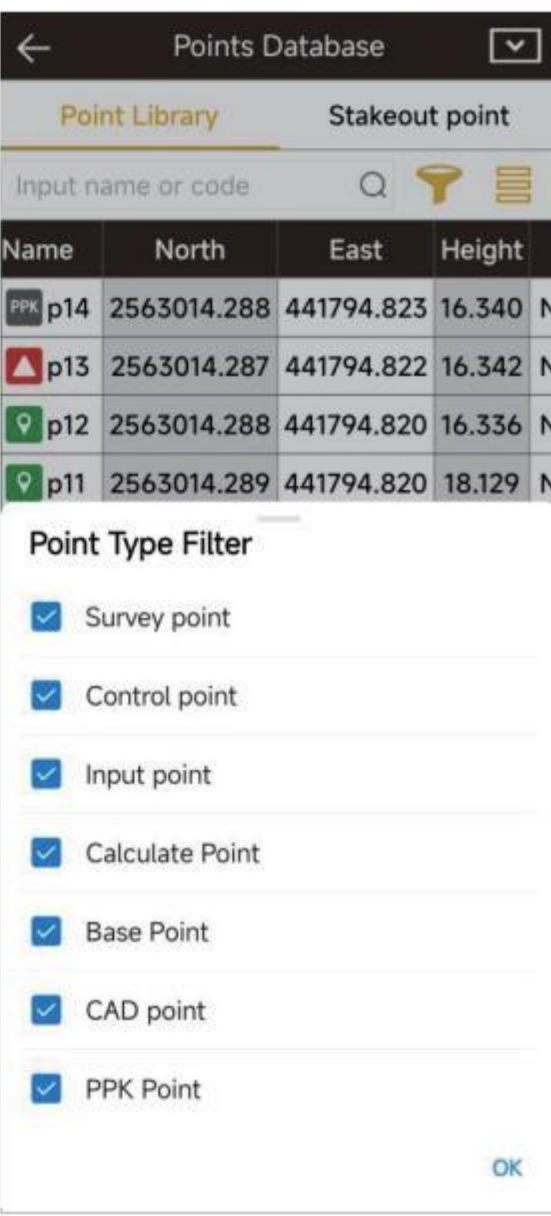 Points Database
Point Library Stakeout point
Input name or code
Name North East Height
PPK p14 2563014.288 441794.823 16.340 N
p13 2563014.287 441794.822 16.342 N
p12 2563014.288 441794.820 16.336 N
p11 2563014.289 441794.820 18.129 N
Point Type Filter
Survey point
Control point
Input point
Calculate Point
Base Point
CAD point
PPK Point
OK